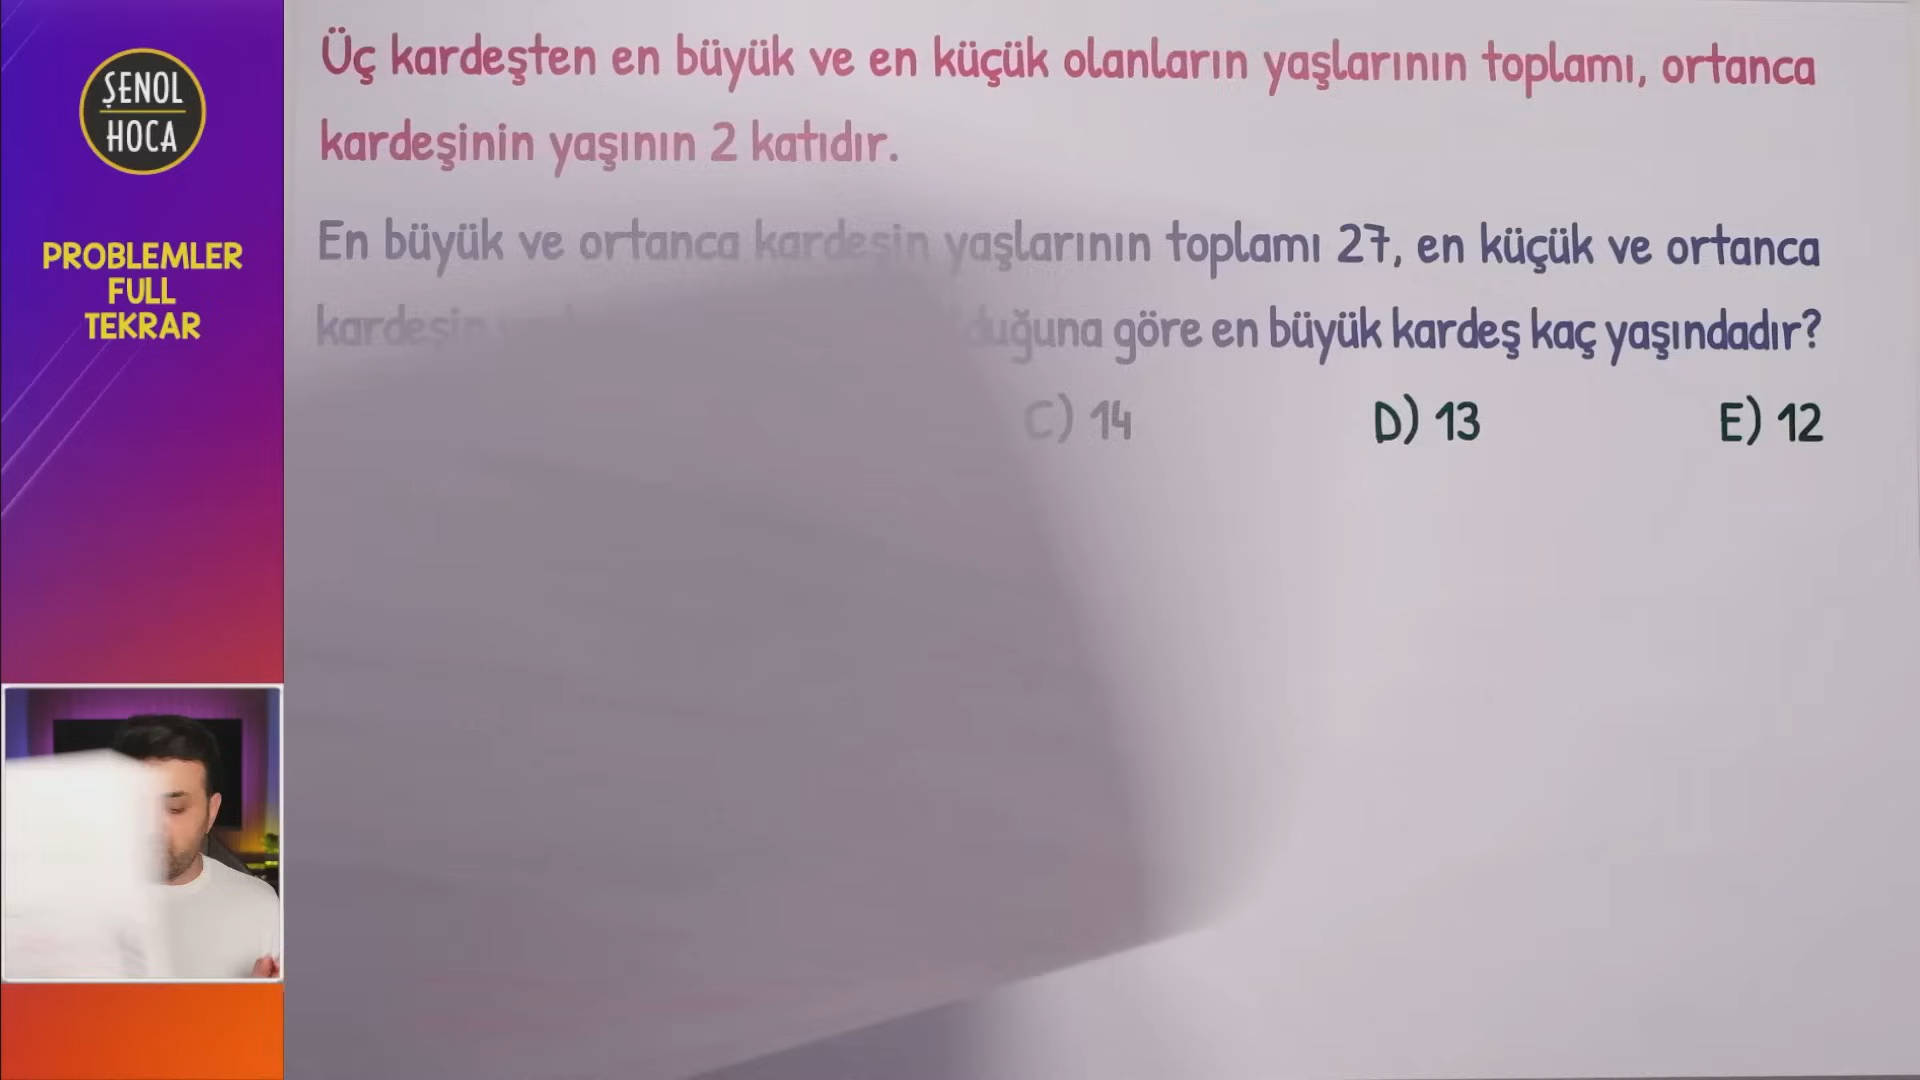 ŞENOL
HOCA
PROBLEMLER
FULL
TEKRAR
Üç kardeşten en büyük ve en küçük olanların yaşlarının toplamı, ortanca
kardeşinin yaşının 2 katıdır.
En büyük ve ortanca kardeşin yaşlarının toplamı 27, en küçük ve ortanca
kardeşin duğuna göre en büyük kardeş kaç yaşındadır?
C) 14 D) 13 E) 12